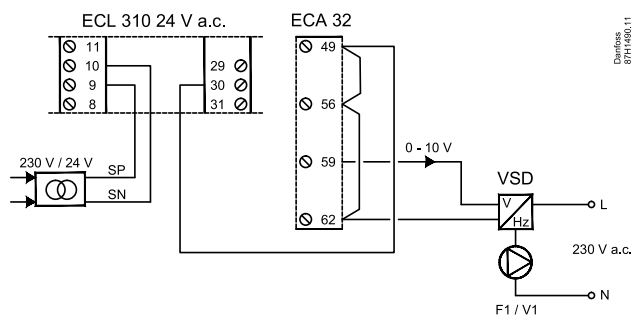 ECL 310 24 V a.c.
ECA 32
Danfoss
87H1490.11
11
10
9
8
29
30
31
49
56
59
62
230 V / 24 V
SP
SN
0 - 10 V
VSD
V
Hz
L
230 V a.c.
N
F1 / V1